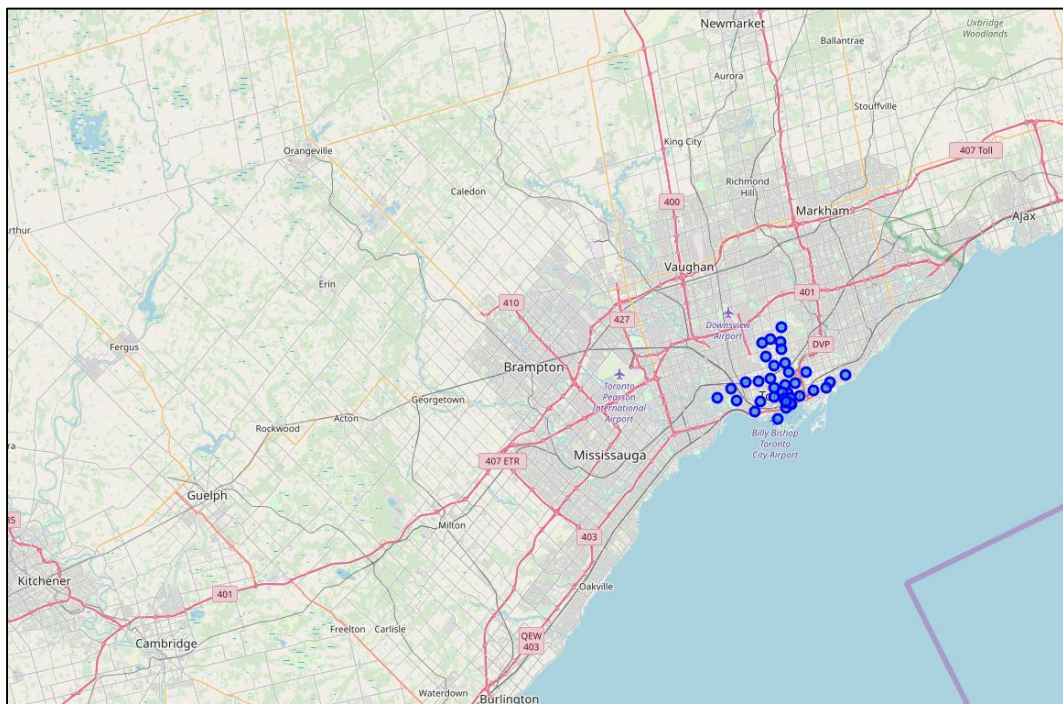 Newmarket
Uxbridge
Woodlands
Ballantrae
Aurora
Stouffville
King City
Orangeville
407 Toll
Richmond
Hill
Caledon
400
Markham
Ajax
Arthur
Vaughan
Erin
401
410
427
Downsview
Airport
DVP
Fergus
Brampton
Toronto
Pearson
International
Airport
Georgetown
Acton
Rockwood
Billy Bishop
Toronto
City Airport
Mississauga
407 ETR
Guelph
Milton
403
Kitchener
Oakville
401
Freelton
Carlisle
QEW
403
Cambridge
Waterdown
Burlington